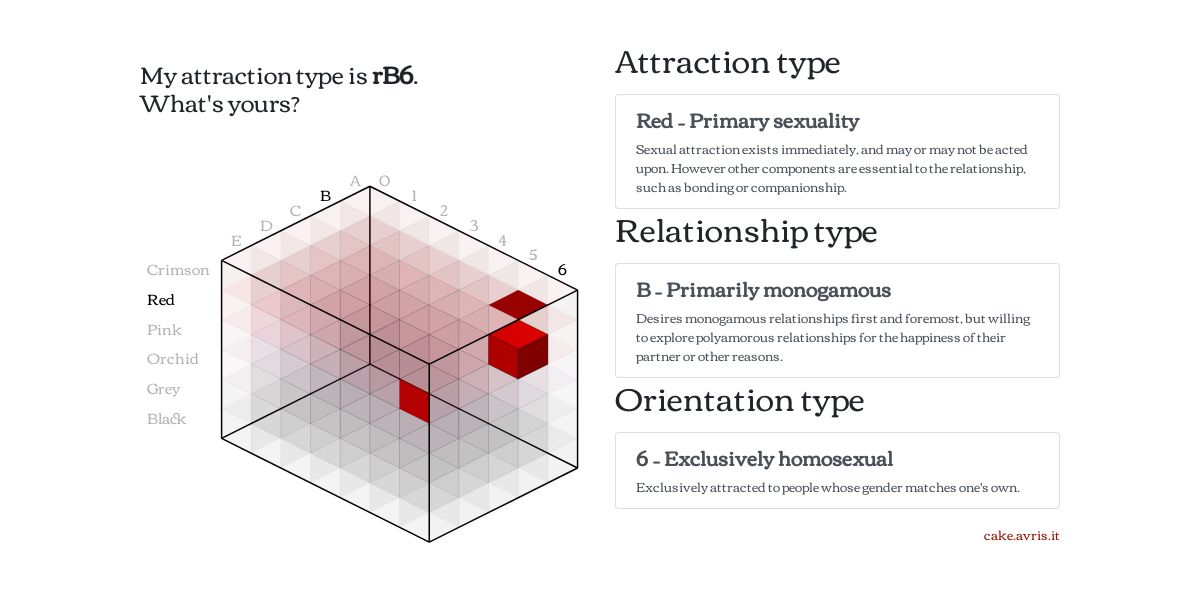 My attraction type is rB6.
What's yours?
A
O
B
1
C
2
D
3
E
4
5
6
Crimson
Red
Pink
Orchid
Grey
Black
Attraction type
Red - Primary sexuality
Sexual attraction exists immediately, and may or may not be acted
upon. However other components are essential to the relationship,
such as bonding or companionship.
Relationship type
B - Primarily monogamous
Desires monogamous relationships first and foremost, but willing
to explore polyamorous relationships for the happiness of their
partner or other reasons.
Orientation type
6 - Exclusively homosexual
Exclusively attracted to people whose gender matches one's own.
cake.avris.it